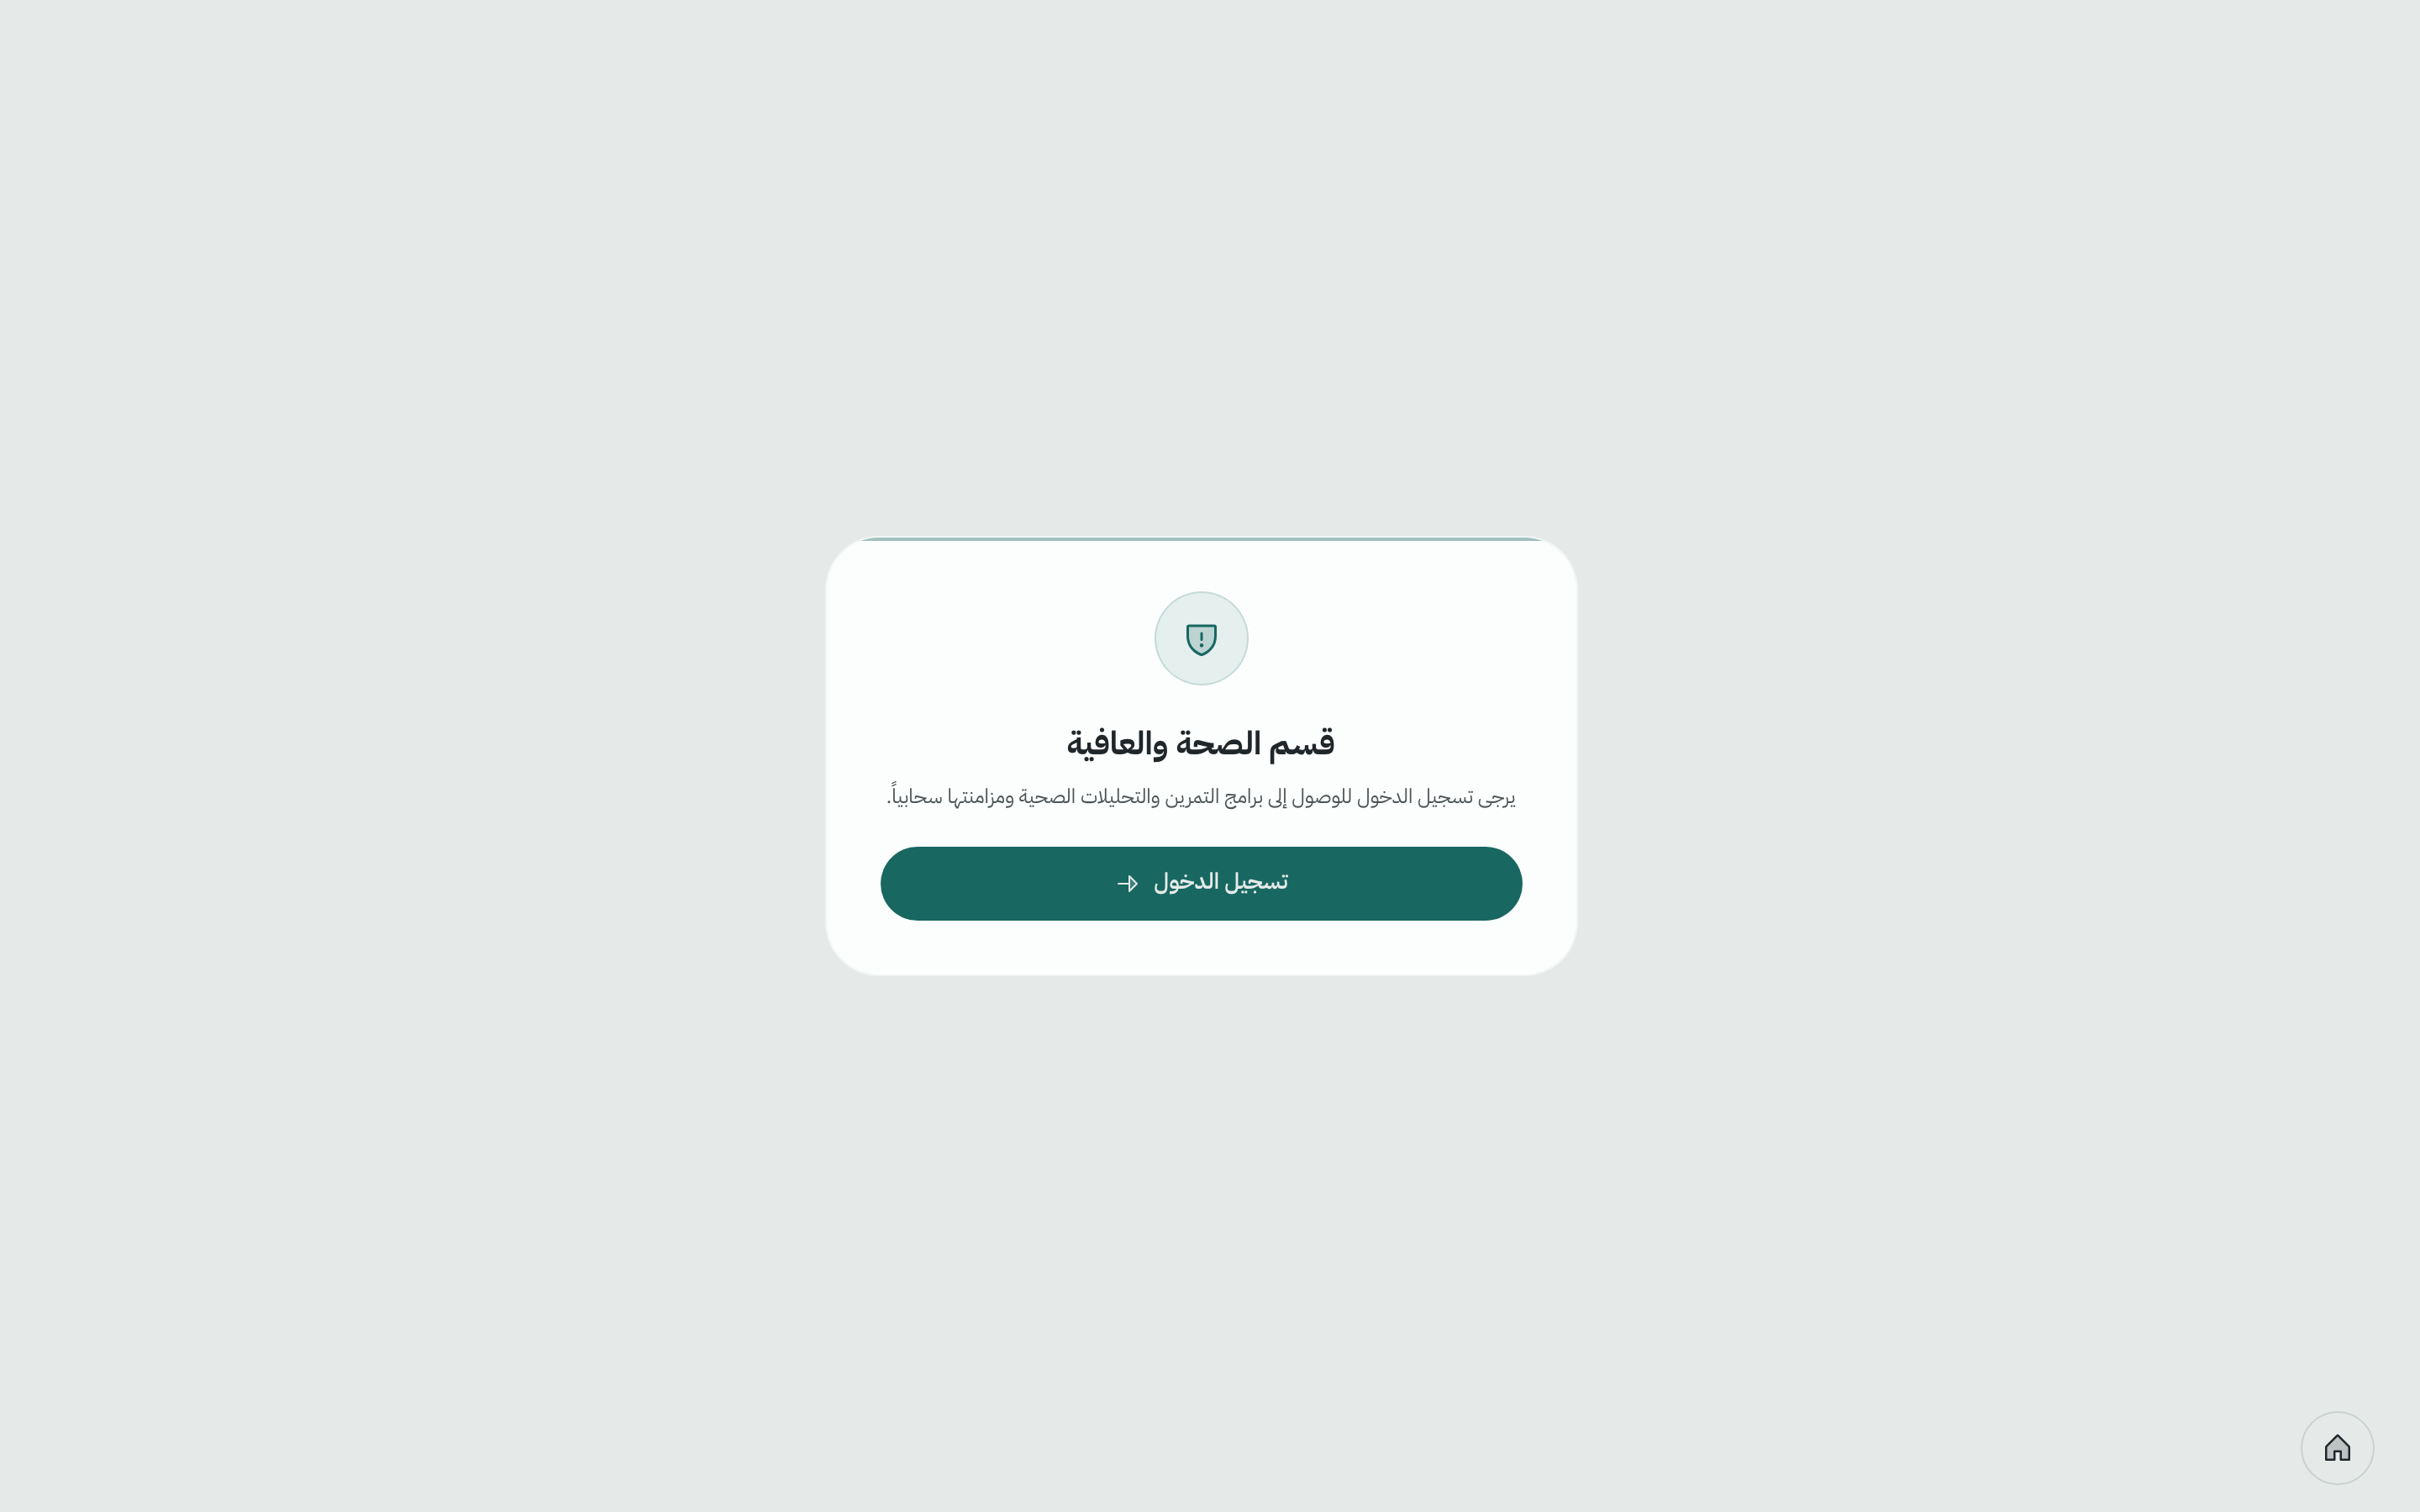 قسم الصحة والعافية
يرجى تسجيل الدخول للوصول إلى برامج التمرين والتحليلات الصحية ومزامنتها سحابياً.
تسجيل الدخول